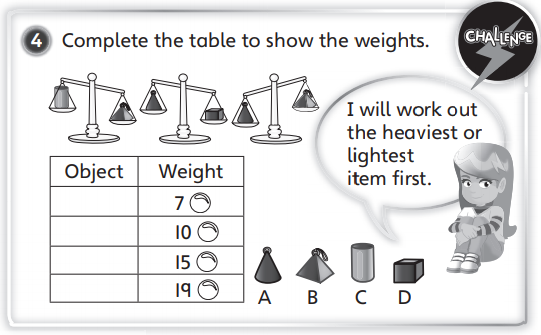 CHALLENGE
4 Complete the table to show the weights.
I will work out
the heaviest or
lightest
item first.
Object Weight
7
10
15
19
A B C D